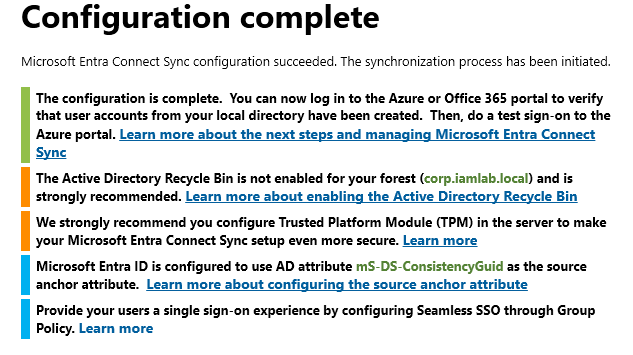 Configuration complete
Microsoft Entra Connect Sync configuration succeeded. The synchronization process has been initiated.
The configuration is complete.  You can now log in to the Azure or Office 365 portal to verify
that user accounts from your local directory have been created.  Then, do a test sign-on to the
Azure portal. Learn more about the next steps and managing Microsoft Entra Connect
Sync
The Active Directory Recycle Bin is not enabled for your forest (corp.iamlab.local) and is
strongly recommended. Learn more about enabling the Active Directory Recycle Bin
We strongly recommend you configure Trusted Platform Module (TPM) in the server to make
your Microsoft Entra Connect Sync setup even more secure. Learn more
Microsoft Entra ID is configured to use AD attribute mS-DS-ConsistencyGuid as the source
anchor attribute.  Learn more about configuring the source anchor attribute
Provide your users a single sign-on experience by configuring Seamless SSO through Group
Policy. Learn more